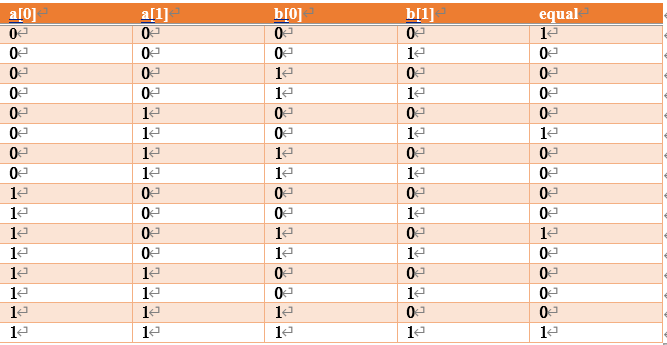 a[0] a[1] b[0] b[1] equal
0 0 0 0 1
0 0 0 1 0
0 0 1 0 0
0 0 1 1 0
0 1 0 0 0
0 1 0 1 1
0 1 1 0 0
0 1 1 1 0
1 0 0 0 0
1 0 0 1 0
1 0 1 0 1
1 0 1 1 0
1 1 0 0 0
1 1 0 1 0
1 1 1 0 0
1 1 1 1 1